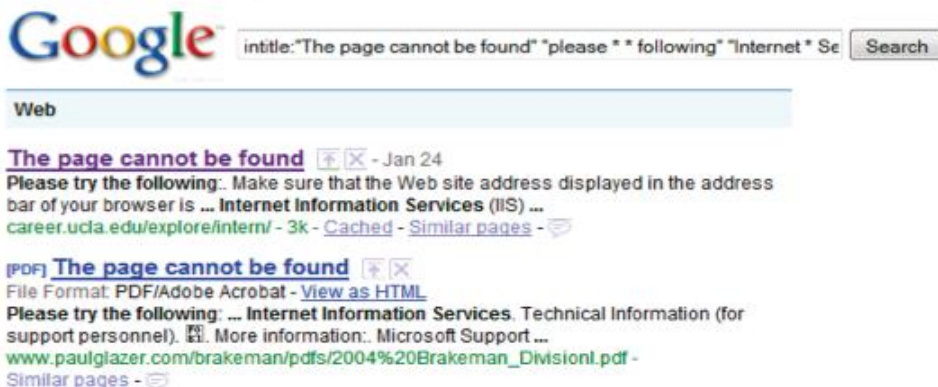 Google
intitle:"The page cannot be found" "please * * following" "Internet * Se
Search
Web
The page cannot be found - Jan 24
Please try the following:. Make sure that the Web site address displayed in the address
bar of your browser is ... Internet Information Services (IIS) ...
career.ucla.edu/explore/intern/ - 3k - Cached - Similar pages -
[PDF] The page cannot be found
File Format: PDF/Adobe Acrobat - View as HTML
Please try the following: ... Internet Information Services. Technical Information (for
support personnel). . More information:. Microsoft Support ...
www.paulglazer.com/brakeman/pdfs/2004%20Brakeman_DivisionI.pdf -
Similar pages -